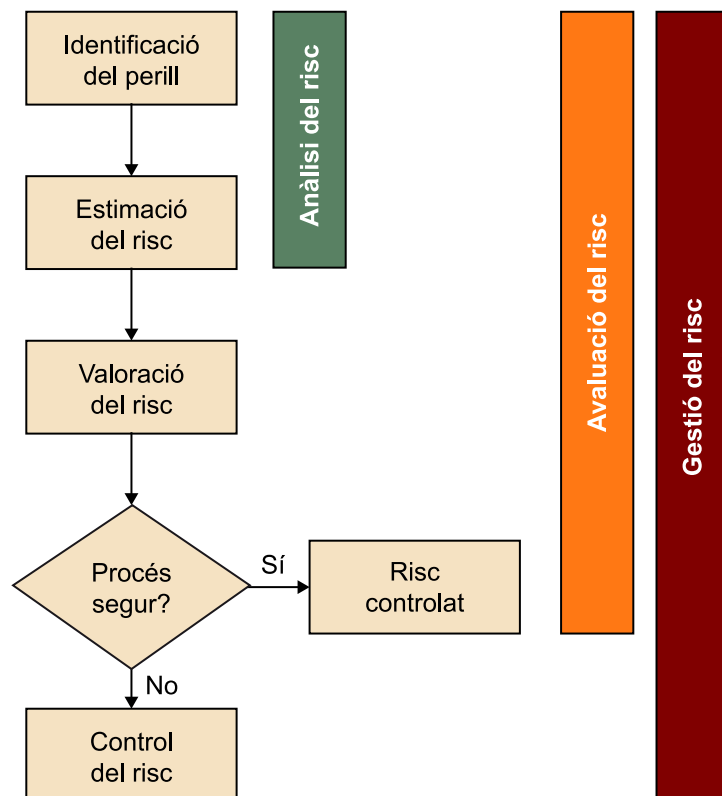 Identificació
del perill
Estimació
del risc
Valoració
del risc
Procés
segur?
Sí
Risc
controlat
No
Control
del risc
Anàlisi del risc
Avaluació del risc
Gestió del risc